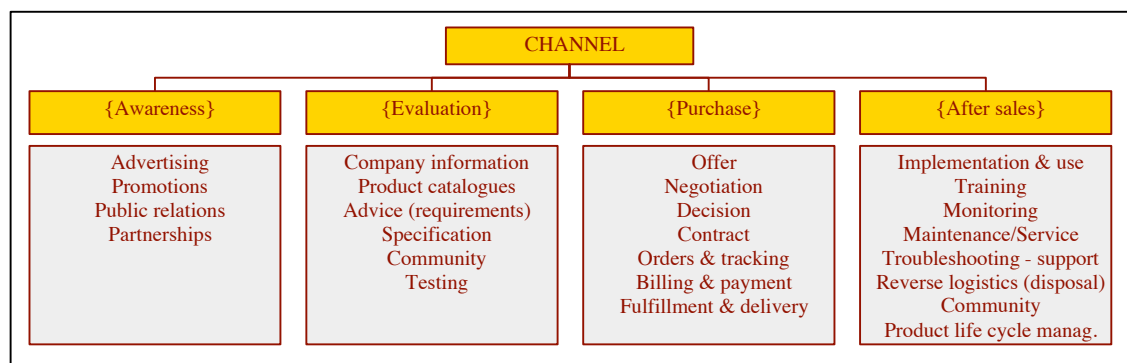 CHANNEL
{Awareness}
Advertising
Promotions
Public relations
Partnerships
{Evaluation}
Company information
Product catalogues
Advice (requirements)
Specification
Community
Testing
{Purchase}
Offer
Negotiation
Decision
Contract
Orders & tracking
Billing & payment
Fulfillment & delivery
{After sales}
Implementation & use
Training
Monitoring
Maintenance/Service
Troubleshooting - support
Reverse logistics (disposal)
Community
Product life cycle manag.